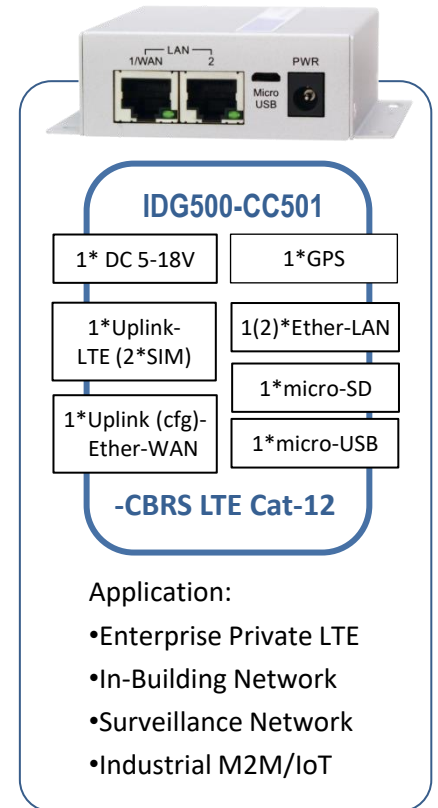 LAN
1/WAN 2
Micro
USB
PWR
IDG500-CC501
1* DC 5-18V
1*GPS
1*Uplink-
LTE (2*SIM)
1(2)*Ether-LAN
1*micro-SD
1*Uplink (cfg)-
Ether-WAN
1*micro-USB
-CBRS LTE Cat-12
Application:
•Enterprise Private LTE
•In-Building Network
•Surveillance Network
•Industrial M2M/IoT